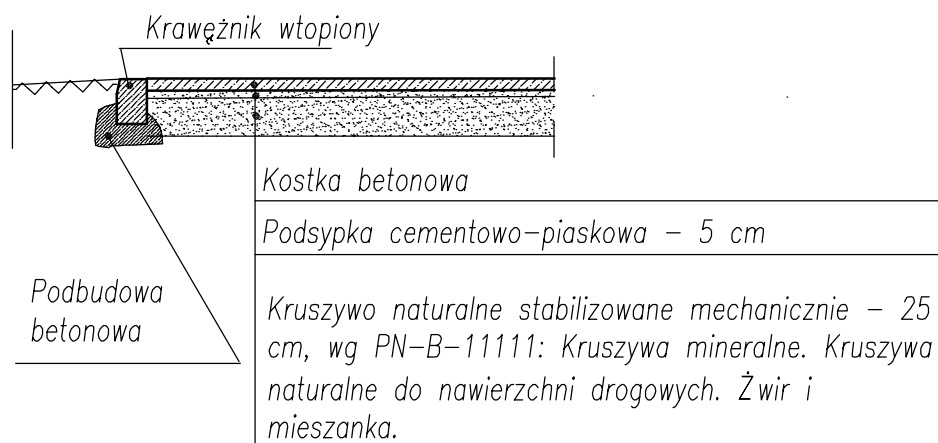 Krawężnik wtopiony
Kostka betonowa
Podsypka cementowo-piaskowa - 5 cm
Podbudowa
betonowa
Kruszywo naturalne stabilizowane mechanicznie - 25
cm, wg PN-B-11111: Kruszywa mineralne. Kruszywa
naturalne do nawierzchni drogowych. Żwir i
mieszanka.